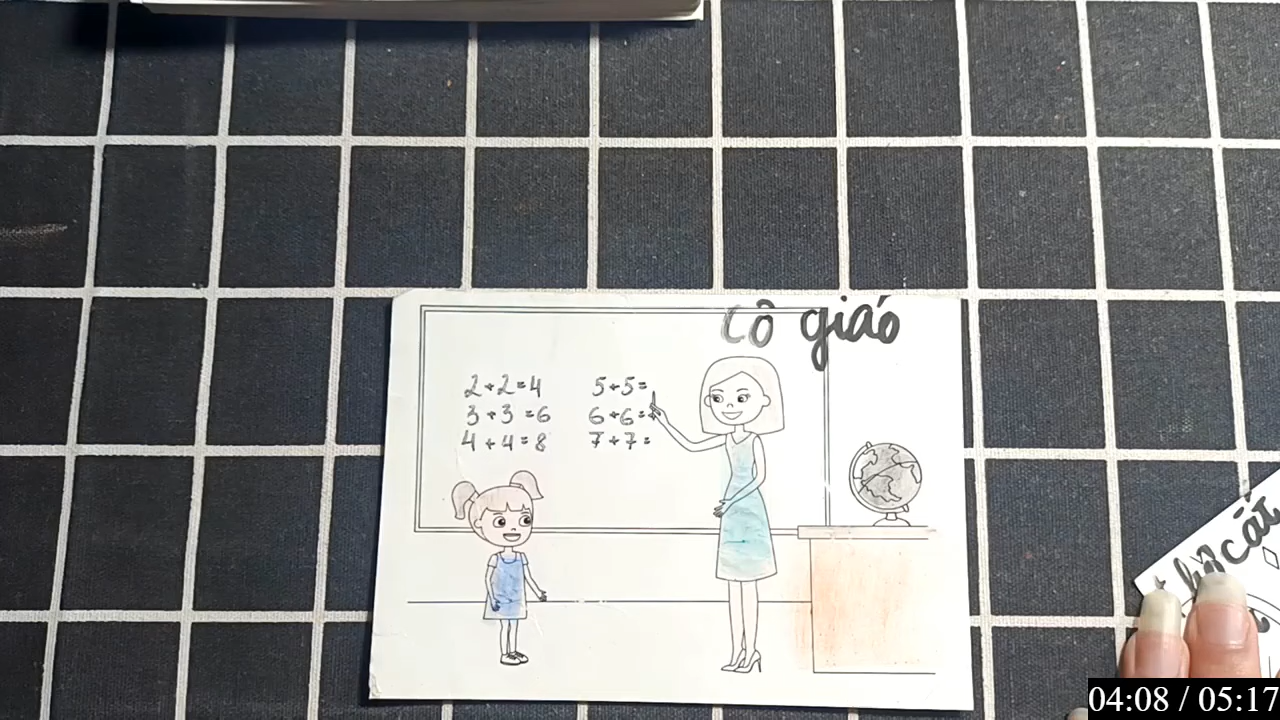 cô giáo
2+2=4 5+5=
3+3=6 6+6=
4+4=8 7+7=
cát
04:08 / 05:17